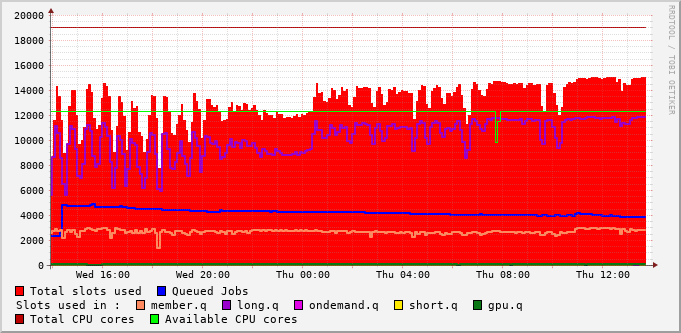 20000
18000
16000
14000
12000
10000
8000
6000
4000
2000
0
Wed 16:00 Wed 20:00 Thu 00:00 Thu 04:00 Thu 08:00 Thu 12:00
RRDTOOL / TOBI OETIKER
Total slots used Queued Jobs
Slots used in : member.q long.q ondemand.q short.q gpu.q
Total CPU cores Available CPU cores